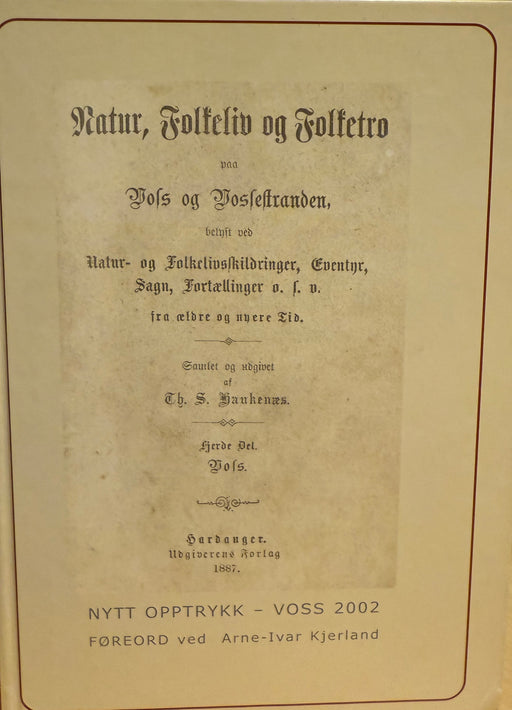 Natur, Folkeliv og Folketro
paa
Voss og Vossestranden,
belyst ved
Natur- og Folkelivsskildringer, Eventyr,
Sagn, Fortællinger o. s. v.
fra ældre og nyere Tid.
Samlet og udgivet
af
Th. S. Haukenæs.
Fjerde Del.
Voss.
Hardanger.
Udgiverens Forlag
1887.
NYTT OPPTRYKK – VOSS 2002
FØREORD ved Arne-Ivar Kjerland